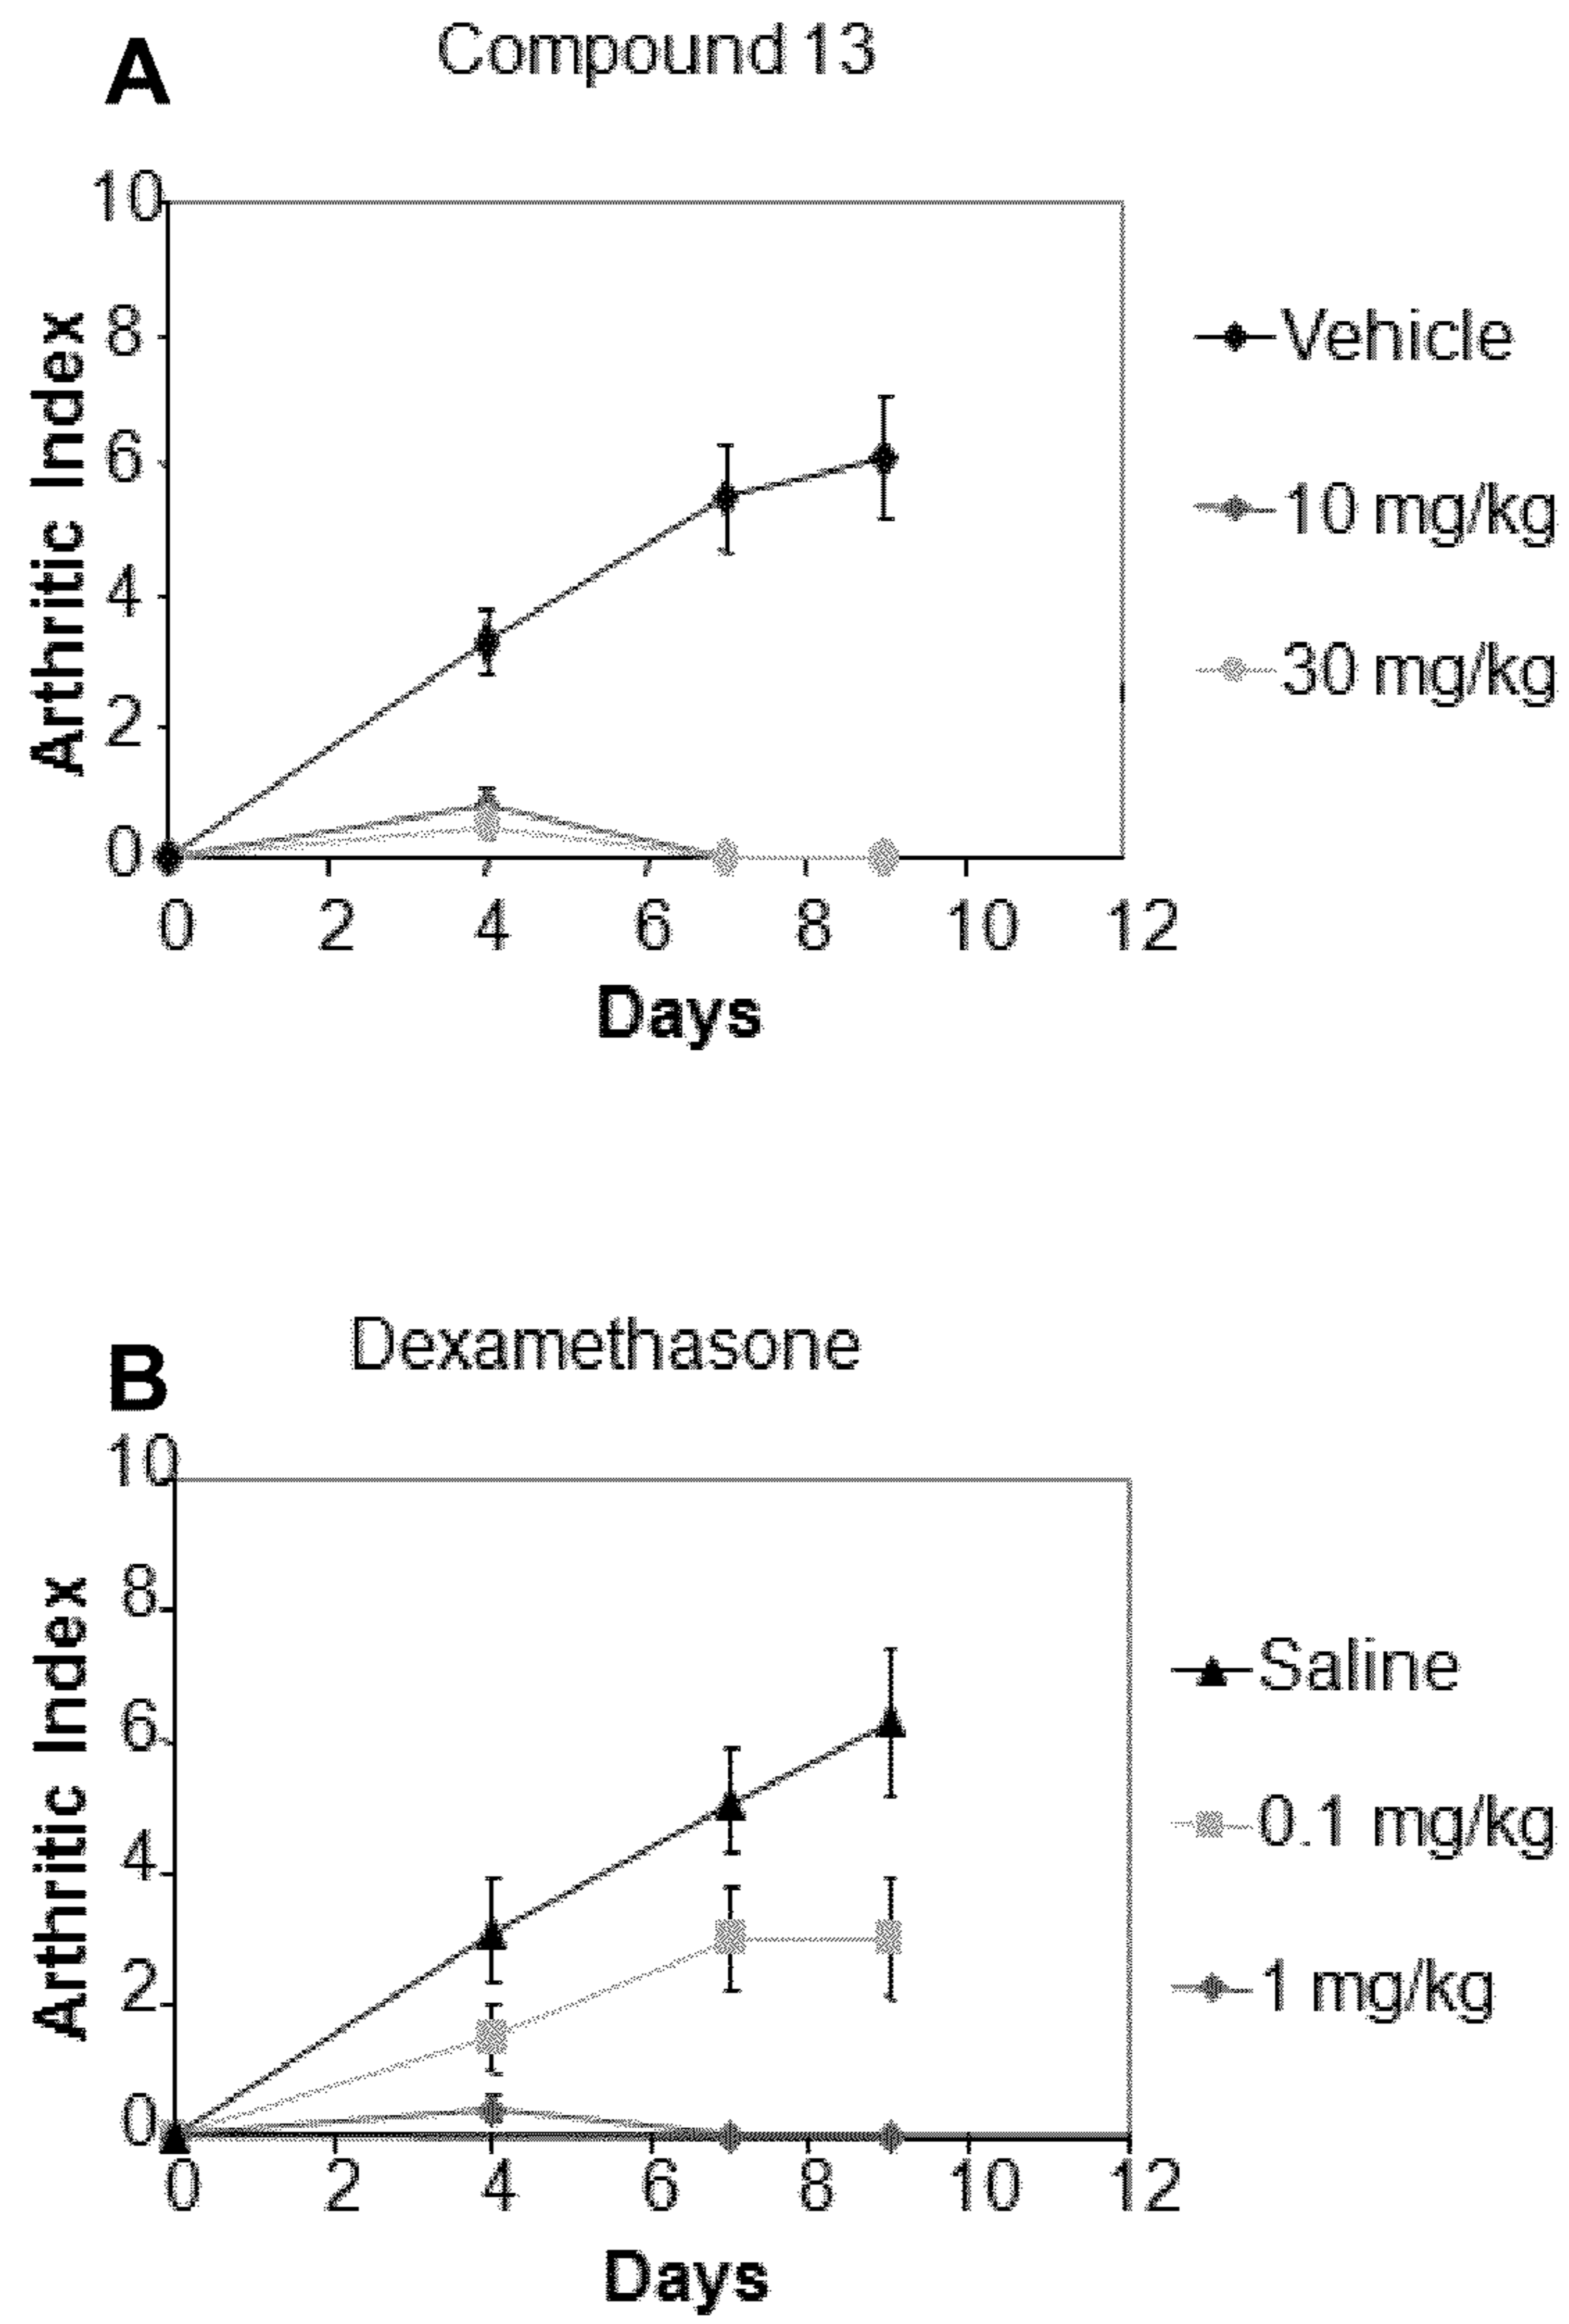 A
Compound 13
10
8
6
4
2
0
Arthritic Index
0 2 4 6 8 10 12
Days
Vehicle
10 mg/kg
30 mg/kg
B
Dexamethasone
10
8
6
4
2
0
Arthritic Index
0 2 4 6 8 10 12
Days
Saline
0.1 mg/kg
1 mg/kg